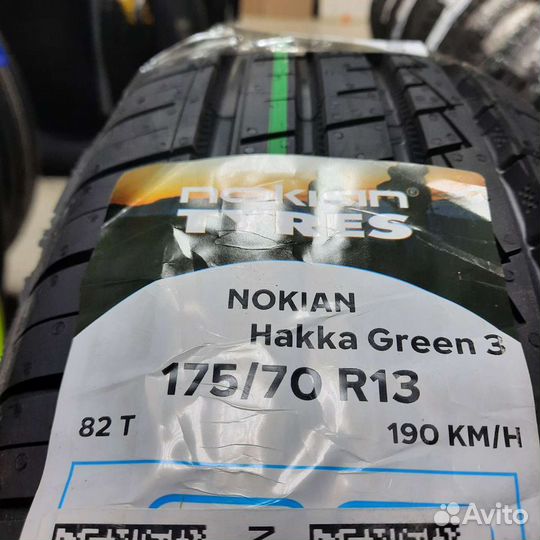 nokian®
TYRES
NOKIAN
Hakka Green 3
175/70 R13
82 T
190 KM/H
Avito